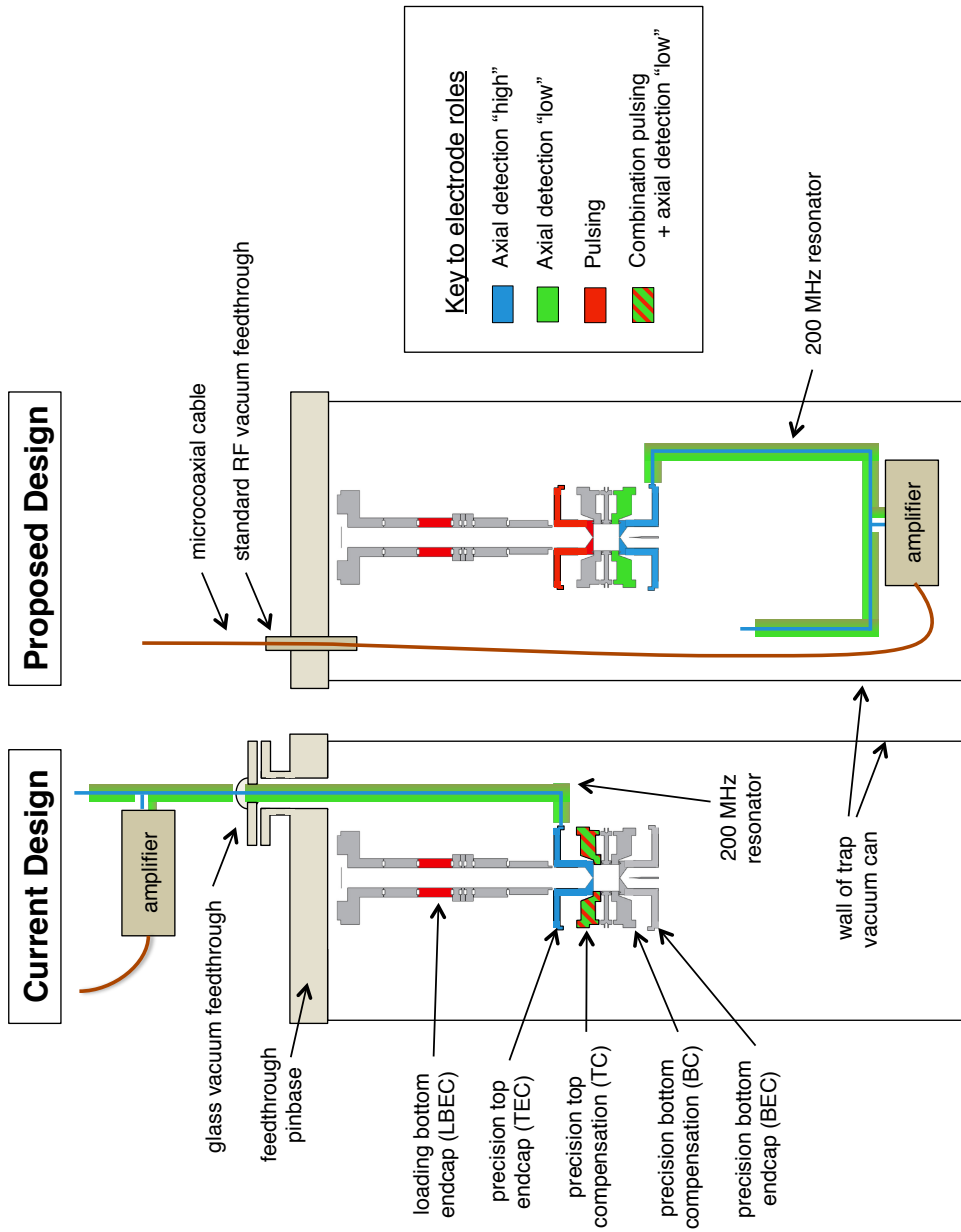 Current Design
Proposed Design
glass vacuum feedthrough
amplifier
feedthrough
pinbase
loading bottom
endcap (LBEC)
precision top
endcap (TEC)
precision top
compensation (TC)
precision bottom
compensation (BC)
precision bottom
endcap (BEC)
200 MHz
resonator
wall of trap
vacuum can
microcoaxial cable
standard RF vacuum feedthrough
amplifier
200 MHz resonator
Key to electrode roles
Axial detection “high”
Axial detection “low”
Pulsing
Combination pulsing
+ axial detection “low”